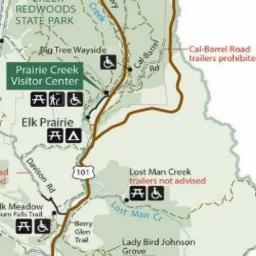 REDWOODS
STATE PARK
Creek
Big Tree Wayside
Cal-Barrel
Rd
Cal-Barrel Road
trailers prohibite
Prairie Creek
Visitor Center
Elk Prairie
Davison Rd
101
Lost Man Creek
trailers not advised
lk Meadow
Trail
Lost Man Cr
Berry
Glen
Trail
Lady Bird Johnson
Grove